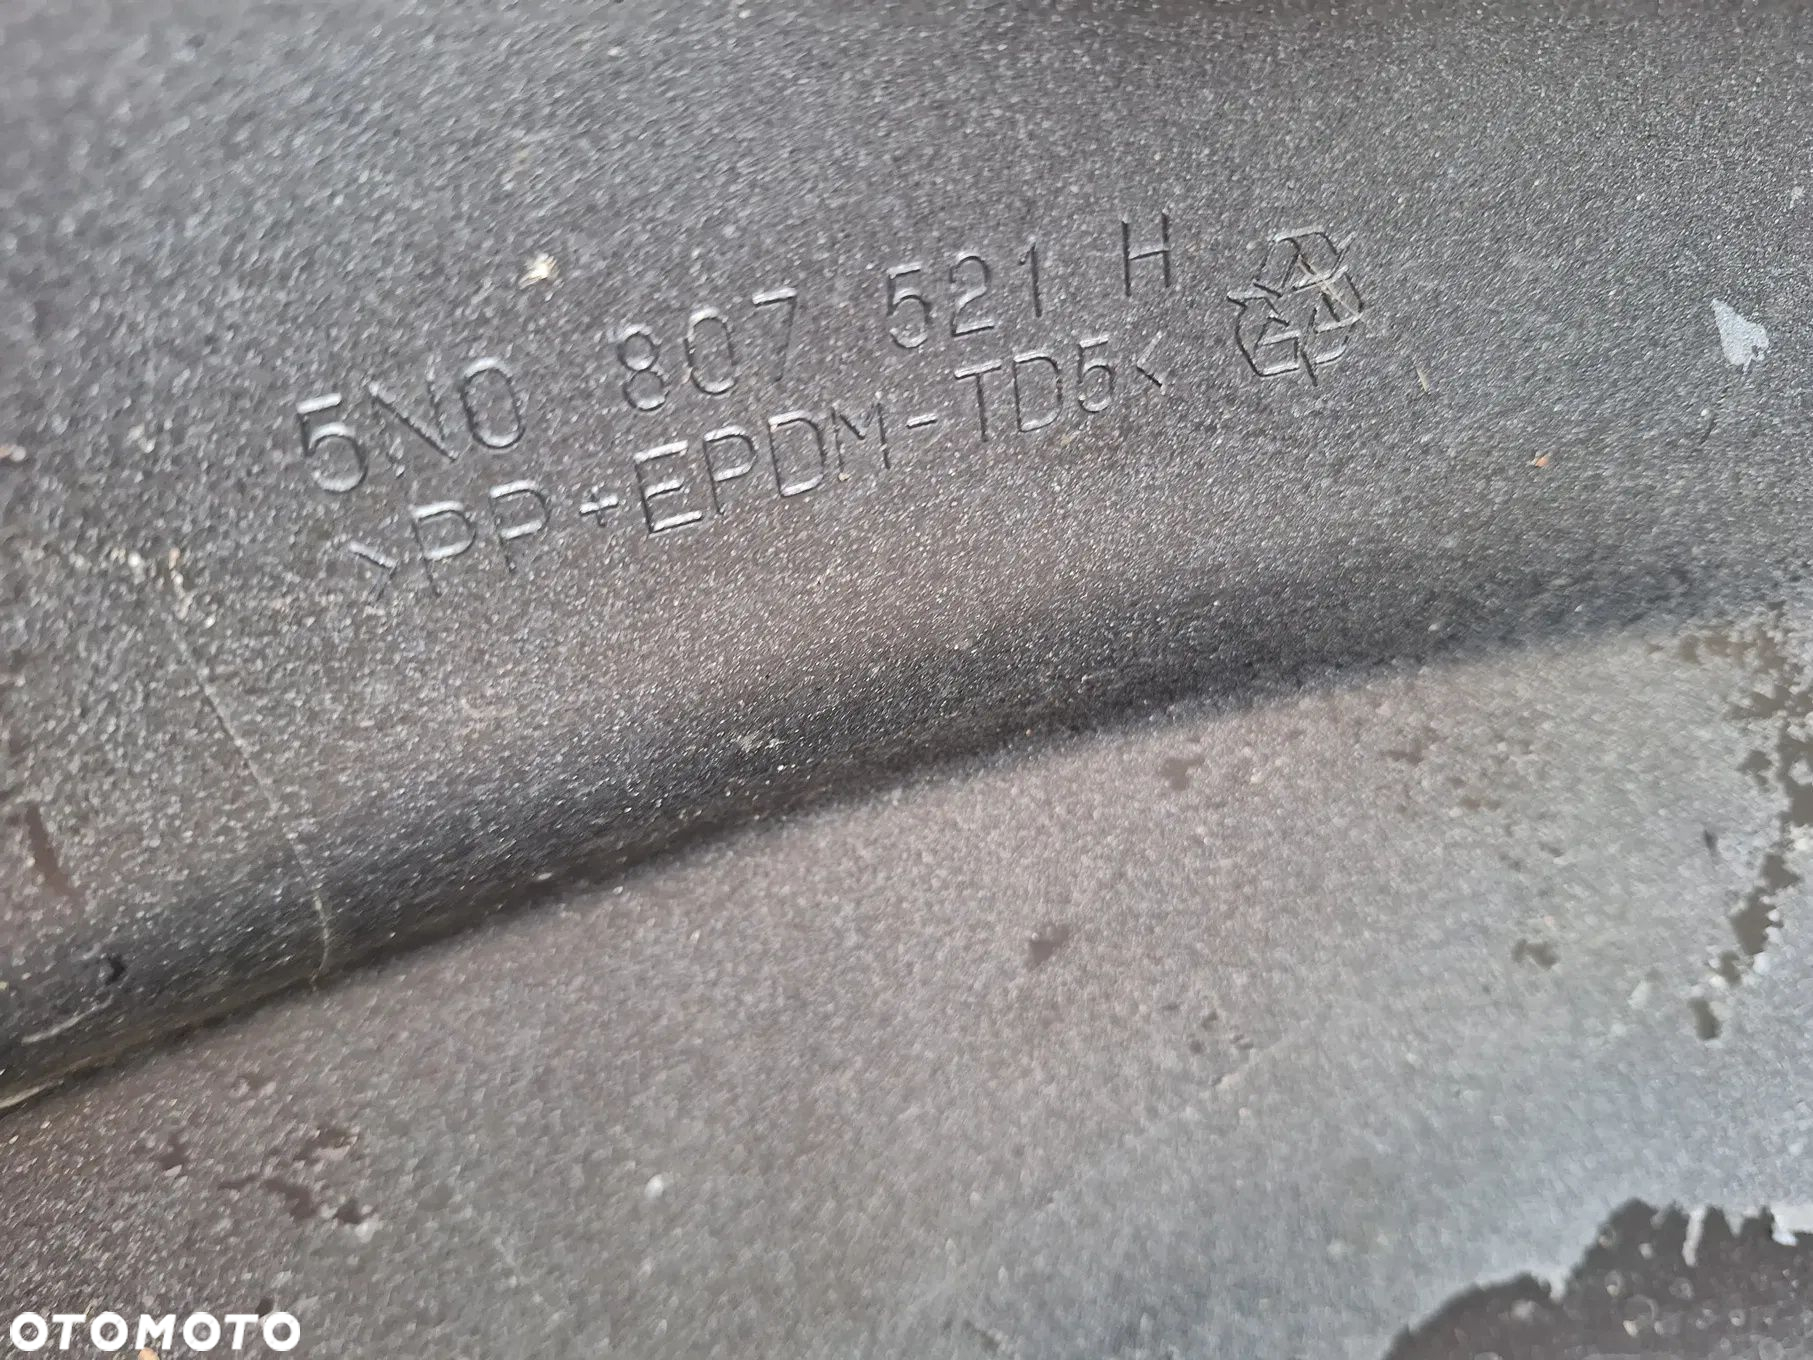 5N0 807 521 H
>PP+EPDM-TD5<
OTOMOTO